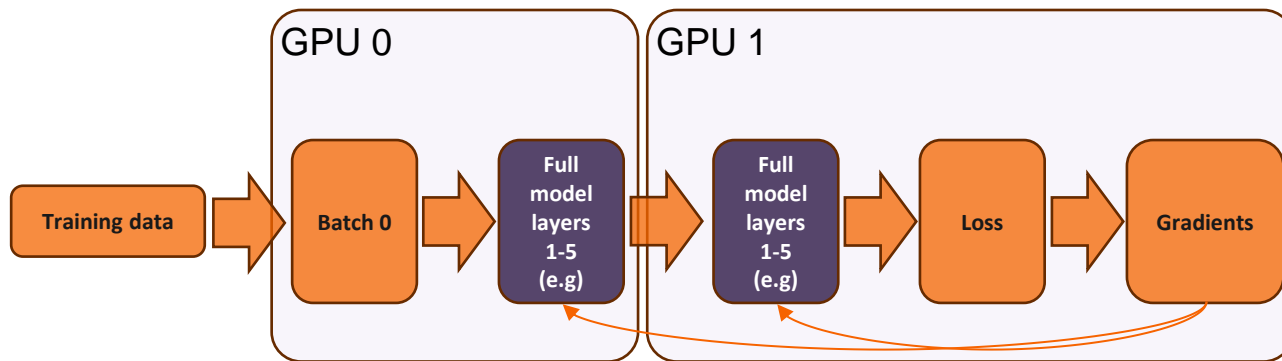 GPU 0
GPU 1
Training data
Batch 0
Full
model
layers
1-5
(e.g)
Full
model
layers
1-5
(e.g)
Loss
Gradients